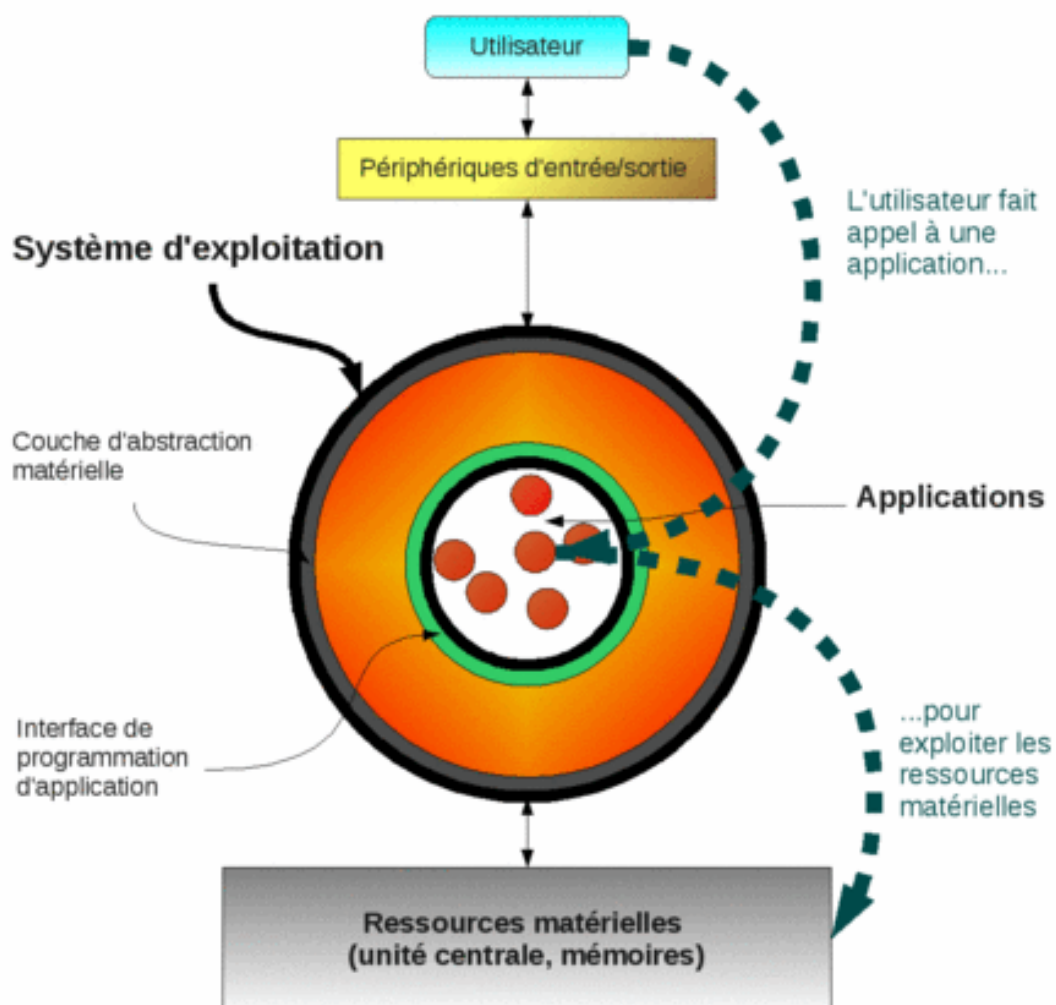 Utilisateur
Périphériques d'entrée/sortie
L'utilisateur fait
appel à une
application...
Système d'exploitation
Couche d'abstraction
matérielle
Applications
Interface de
programmation
d'application
...pour
exploiter les
ressources
matérielles
Ressources matérielles
(unité centrale, mémoires)